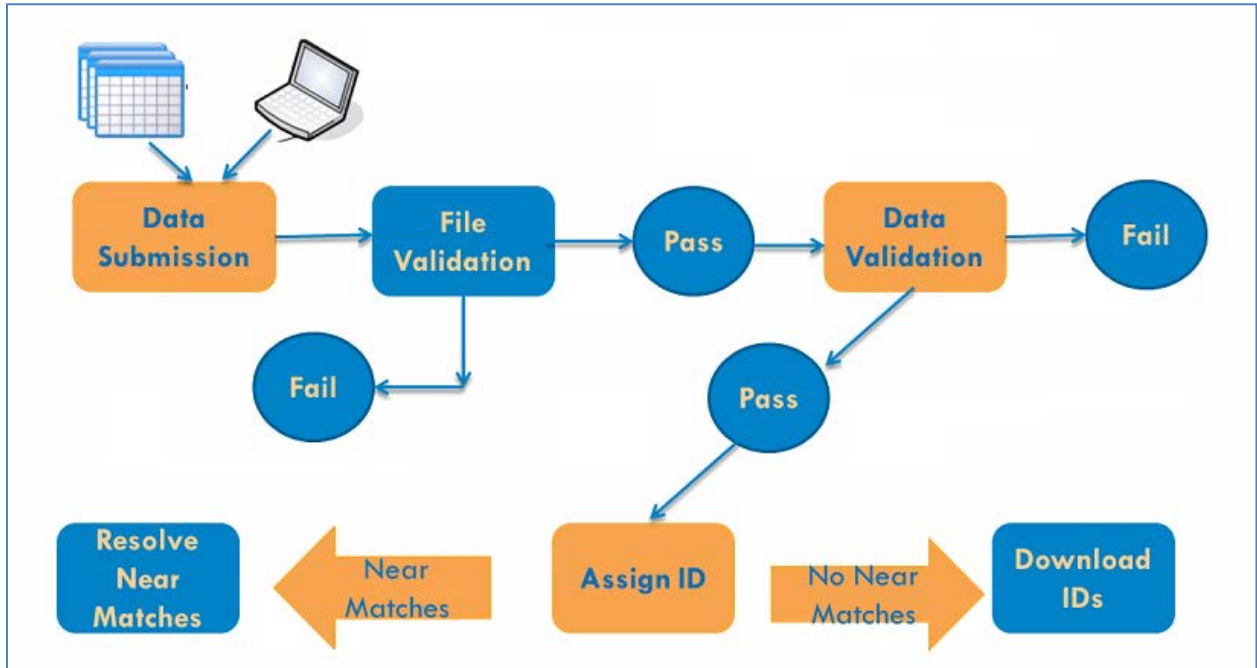 Data
Submission
File
Validation
Pass
Data
Validation
Fail
Fail
Pass
Resolve
Near
Matches
Near
Matches
Assign ID
No Near
Matches
Download
IDs